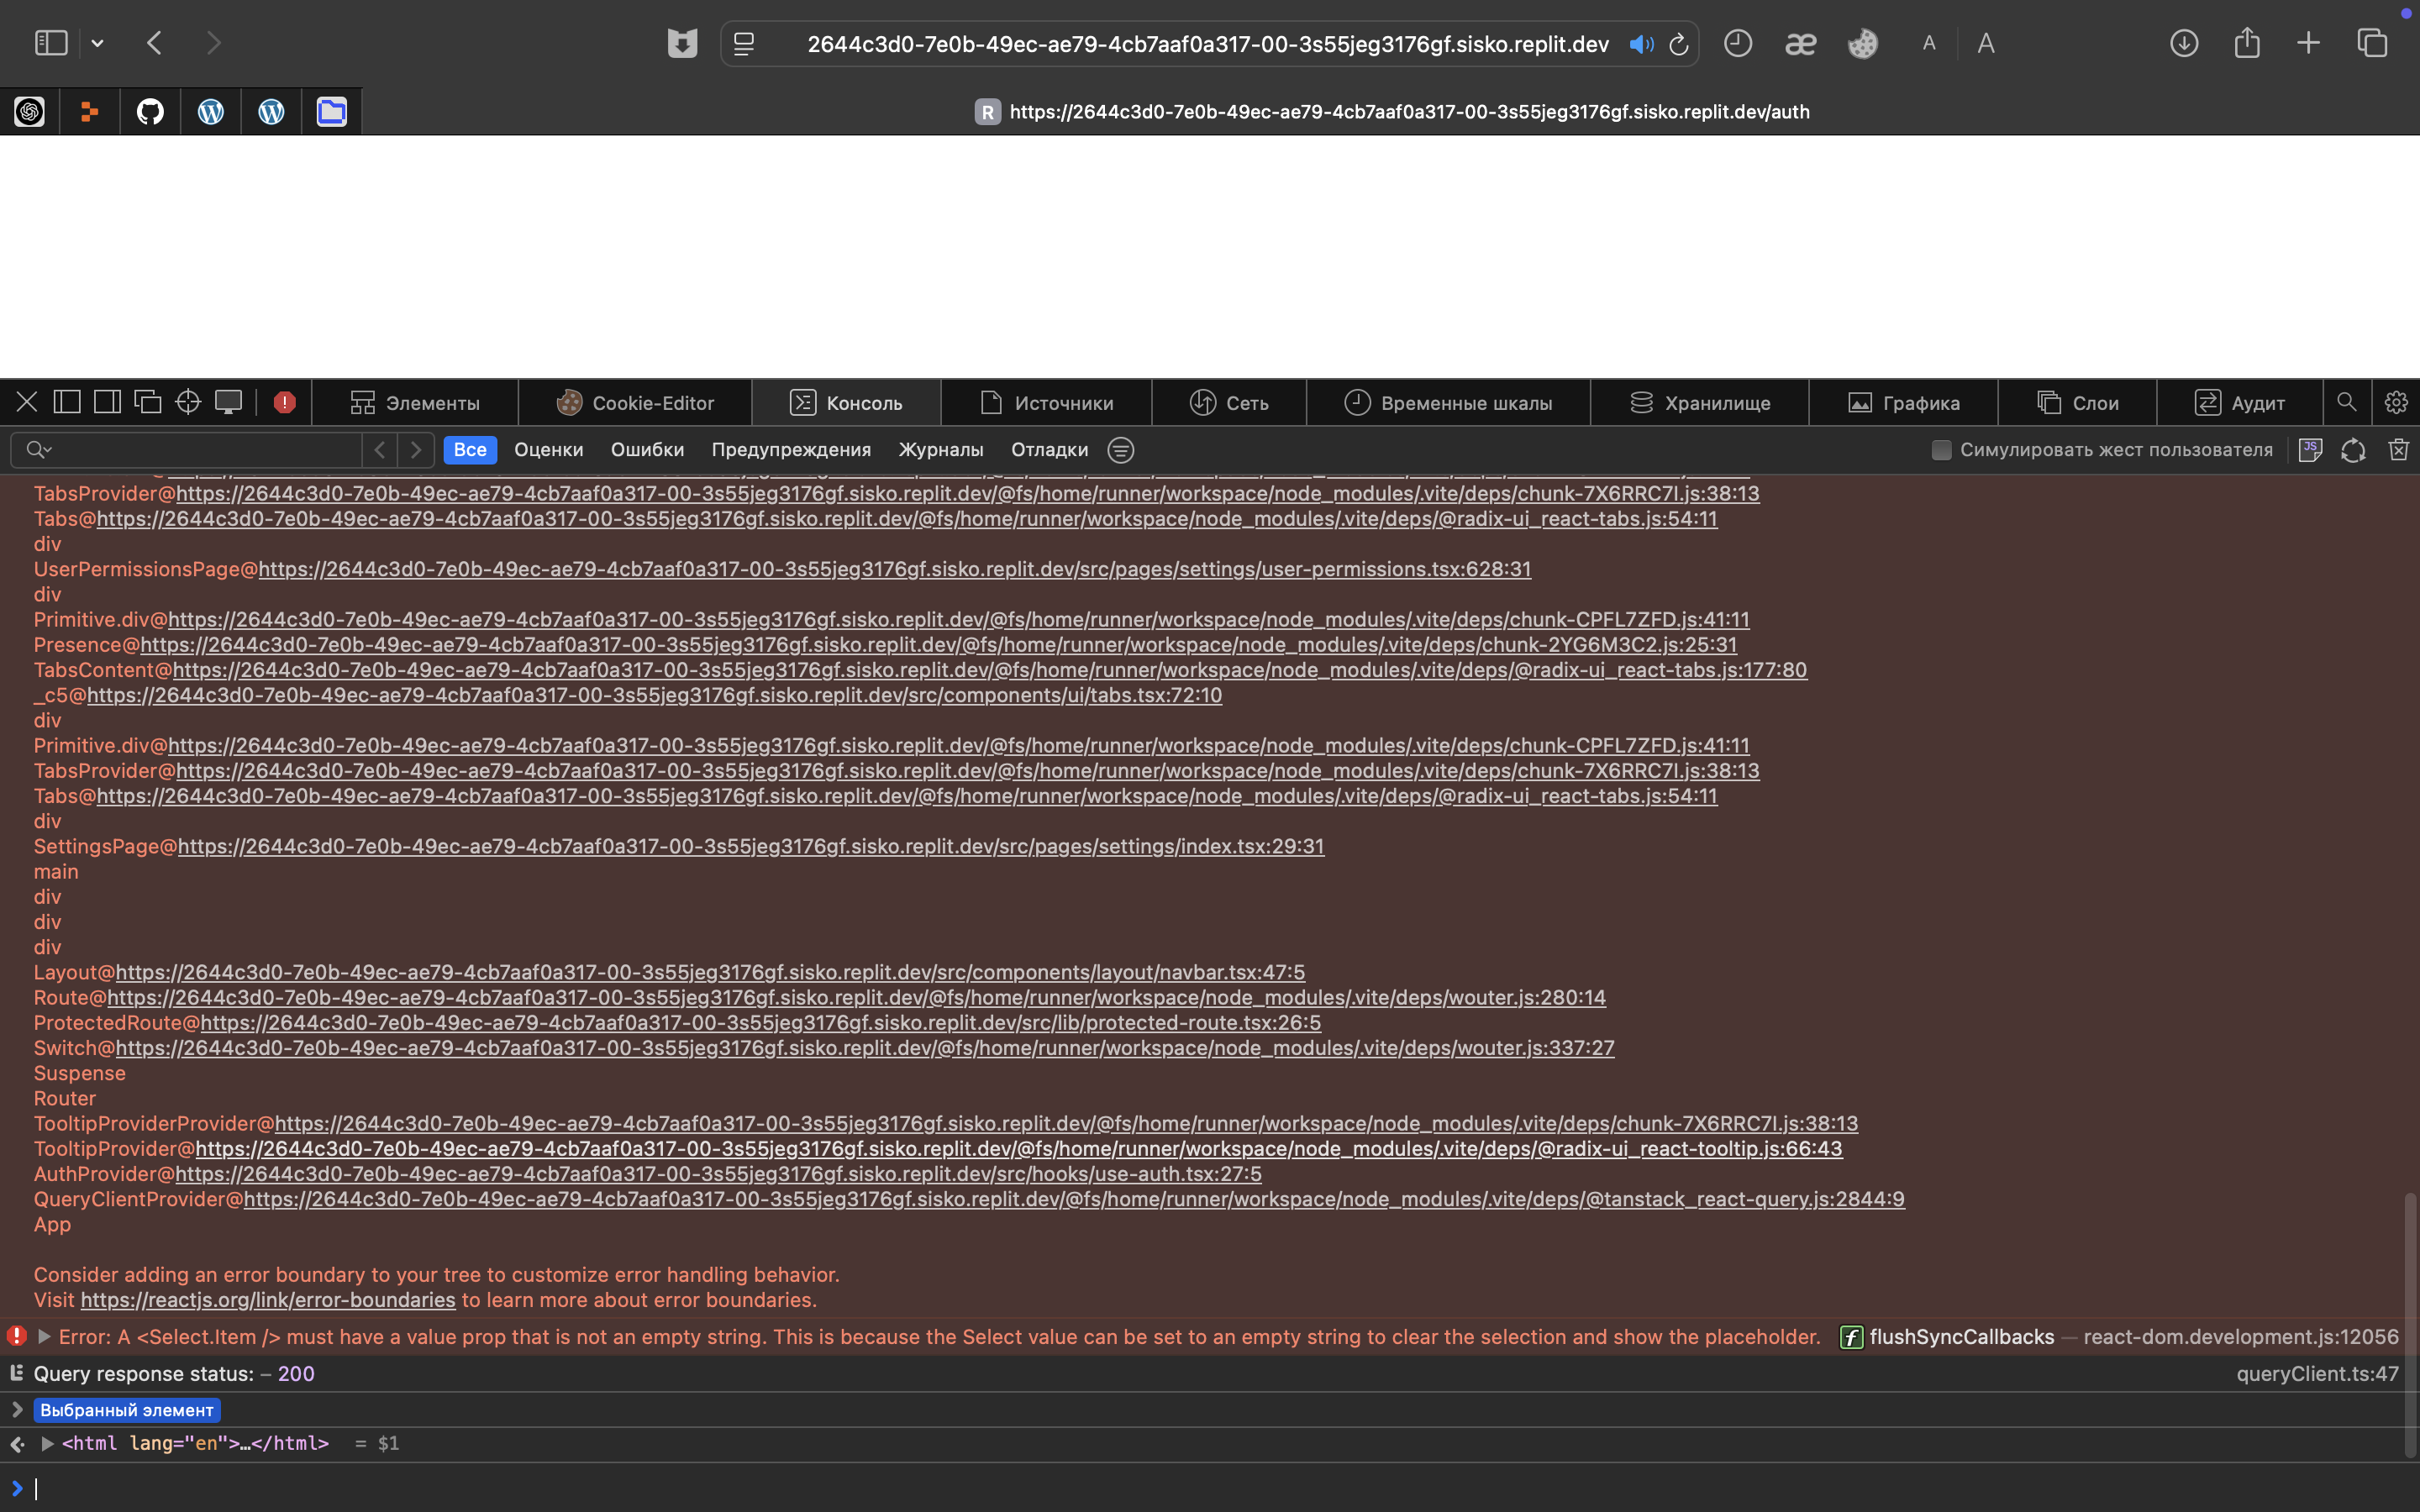 2644c3d0-7e0b-49ec-ae79-4cb7aaf0a317-00-3s55jeg3176gf.sisko.replit.dev
A A
R https://2644c3d0-7e0b-49ec-ae79-4cb7aaf0a317-00-3s55jeg3176gf.sisko.replit.dev/auth
Элементы Cookie-Editor Консоль Источники Сеть Временные шкалы Хранилище Графика Слои Аудит
Все Оценки Ошибки Предупреждения Журналы Отладки Симулировать жест пользователя JS
TabsProvider@https://2644c3d0-7e0b-49ec-ae79-4cb7aaf0a317-00-3s55jeg3176gf.sisko.replit.dev/@fs/home/runner/workspace/node_modules/.vite/deps/chunk-7X6RRC7I.js:38:13
Tabs@https://2644c3d0-7e0b-49ec-ae79-4cb7aaf0a317-00-3s55jeg3176gf.sisko.replit.dev/@fs/home/runner/workspace/node_modules/.vite/deps/@radix-ui_react-tabs.js:54:11
div
UserPermissionsPage@https://2644c3d0-7e0b-49ec-ae79-4cb7aaf0a317-00-3s55jeg3176gf.sisko.replit.dev/src/pages/settings/user-permissions.tsx:628:31
div
Primitive.div@https://2644c3d0-7e0b-49ec-ae79-4cb7aaf0a317-00-3s55jeg3176gf.sisko.replit.dev/@fs/home/runner/workspace/node_modules/.vite/deps/chunk-CPFL7ZFD.js:41:11
Presence@https://2644c3d0-7e0b-49ec-ae79-4cb7aaf0a317-00-3s55jeg3176gf.sisko.replit.dev/@fs/home/runner/workspace/node_modules/.vite/deps/chunk-2YG6M3C2.js:25:31
TabsContent@https://2644c3d0-7e0b-49ec-ae79-4cb7aaf0a317-00-3s55jeg3176gf.sisko.replit.dev/@fs/home/runner/workspace/node_modules/.vite/deps/@radix-ui_react-tabs.js:177:80
_c5@https://2644c3d0-7e0b-49ec-ae79-4cb7aaf0a317-00-3s55jeg3176gf.sisko.replit.dev/src/components/ui/tabs.tsx:72:10
div
Primitive.div@https://2644c3d0-7e0b-49ec-ae79-4cb7aaf0a317-00-3s55jeg3176gf.sisko.replit.dev/@fs/home/runner/workspace/node_modules/.vite/deps/chunk-CPFL7ZFD.js:41:11
TabsProvider@https://2644c3d0-7e0b-49ec-ae79-4cb7aaf0a317-00-3s55jeg3176gf.sisko.replit.dev/@fs/home/runner/workspace/node_modules/.vite/deps/chunk-7X6RRC7I.js:38:13
Tabs@https://2644c3d0-7e0b-49ec-ae79-4cb7aaf0a317-00-3s55jeg3176gf.sisko.replit.dev/@fs/home/runner/workspace/node_modules/.vite/deps/@radix-ui_react-tabs.js:54:11
div
SettingsPage@https://2644c3d0-7e0b-49ec-ae79-4cb7aaf0a317-00-3s55jeg3176gf.sisko.replit.dev/src/pages/settings/index.tsx:29:31
main
div
div
div
Layout@https://2644c3d0-7e0b-49ec-ae79-4cb7aaf0a317-00-3s55jeg3176gf.sisko.replit.dev/src/components/layout/navbar.tsx:47:5
Route@https://2644c3d0-7e0b-49ec-ae79-4cb7aaf0a317-00-3s55jeg3176gf.sisko.replit.dev/@fs/home/runner/workspace/node_modules/.vite/deps/wouter.js:280:14
ProtectedRoute@https://2644c3d0-7e0b-49ec-ae79-4cb7aaf0a317-00-3s55jeg3176gf.sisko.replit.dev/src/lib/protected-route.tsx:26:5
Switch@https://2644c3d0-7e0b-49ec-ae79-4cb7aaf0a317-00-3s55jeg3176gf.sisko.replit.dev/@fs/home/runner/workspace/node_modules/.vite/deps/wouter.js:337:27
Suspense
Router
TooltipProviderProvider@https://2644c3d0-7e0b-49ec-ae79-4cb7aaf0a317-00-3s55jeg3176gf.sisko.replit.dev/@fs/home/runner/workspace/node_modules/.vite/deps/chunk-7X6RRC7I.js:38:13
TooltipProvider@https://2644c3d0-7e0b-49ec-ae79-4cb7aaf0a317-00-3s55jeg3176gf.sisko.replit.dev/@fs/home/runner/workspace/node_modules/.vite/deps/@radix-ui_react-tooltip.js:66:43
AuthProvider@https://2644c3d0-7e0b-49ec-ae79-4cb7aaf0a317-00-3s55jeg3176gf.sisko.replit.dev/src/hooks/use-auth.tsx:27:5
QueryClientProvider@https://2644c3d0-7e0b-49ec-ae79-4cb7aaf0a317-00-3s55jeg3176gf.sisko.replit.dev/@fs/home/runner/workspace/node_modules/.vite/deps/@tanstack_react-query.js:2844:9
App
Consider adding an error boundary to your tree to customize error handling behavior.
Visit https://reactjs.org/link/error-boundaries to learn more about error boundaries.
Error: A <Select.Item /> must have a value prop that is not an empty string. This is because the Select value can be set to an empty string to clear the selection and show the placeholder. f flushSyncCallbacks — react-dom.development.js:12056
Query response status: – 200 queryClient.ts:47
Выбранный элемент
<html lang="en">…</html> = $1